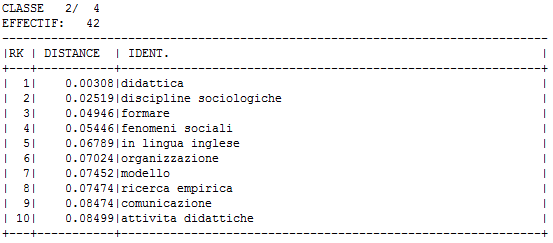 CLASSE   2/  4
EFFECTIF:   42
--------------------------------------------------------------------------------
|RK | DISTANCE  | IDENT.                                                       |
+---+-----------+--------------------------------------------------------------+
|  1|    0.00308|didattica                                                     |
|  2|    0.02519|discipline sociologiche                                       |
|  3|    0.04946|formare                                                       |
|  4|    0.05446|fenomeni sociali                                              |
|  5|    0.06789|in lingua inglese                                             |
|  6|    0.07024|organizzazione                                                |
|  7|    0.07452|modello                                                       |
|  8|    0.07474|ricerca empirica                                              |
|  9|    0.08474|comunicazione                                                 |
| 10|    0.08499|attivita didattiche                                           |
+---+-----------+--------------------------------------------------------------+